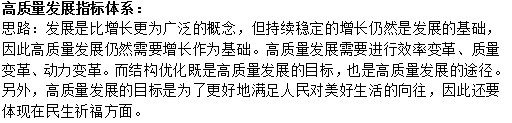 高质量发展指标体系：
思路：发展是比增长更为广泛的概念，但持续稳定的增长仍然是发展的基础，
因此高质量发展仍然需要增长作为基础。高质量发展需要进行效率变革、质量
变革、动力变革。而结构优化既是高质量发展的目标，也是高质量发展的途径。
另外，高质量发展的目标是为了更好地满足人民对美好生活的向往，因此还要
体现在民生祈福方面。